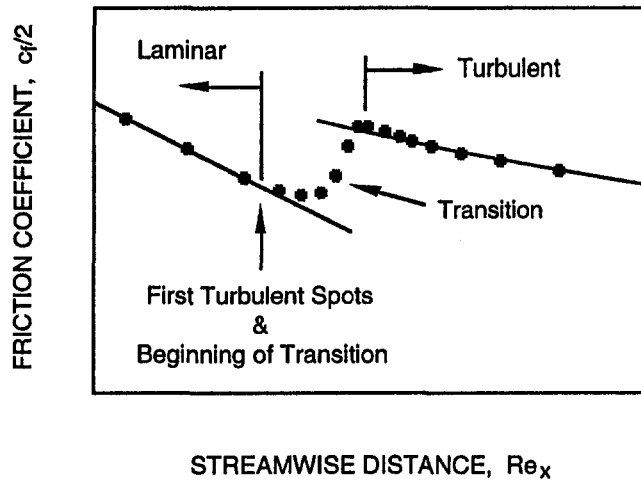 FRICTION COEFFICIENT, cf/2
Laminar
Turbulent
Transition
First Turbulent Spots
&
Beginning of Transition
STREAMWISE DISTANCE, Rex